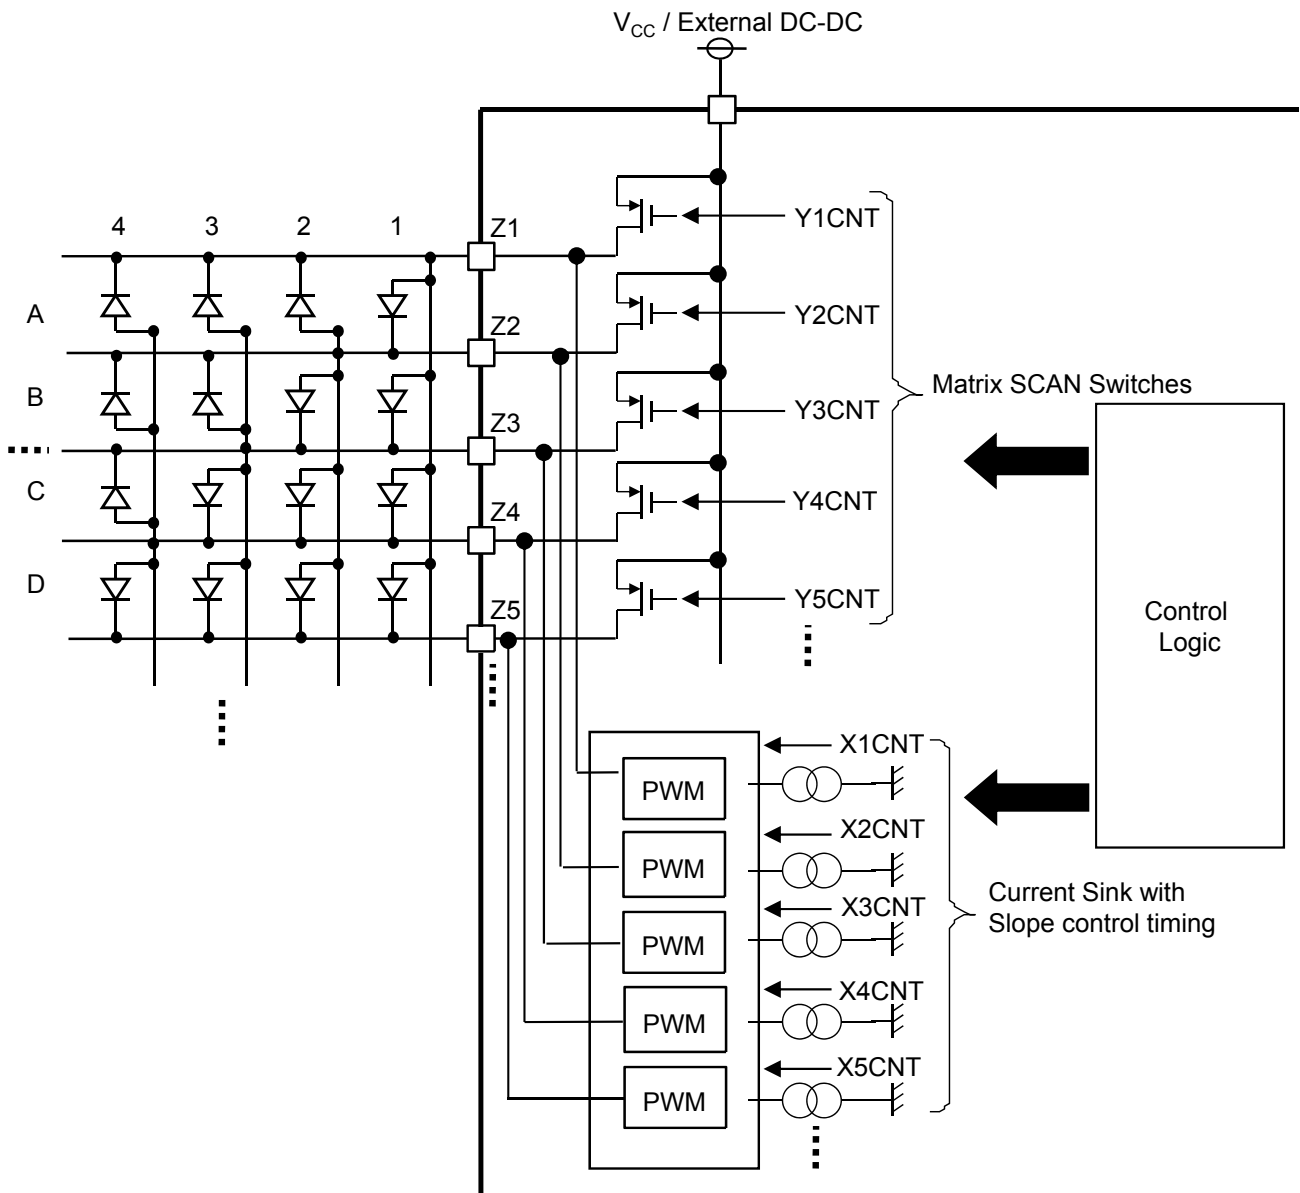 V_CC / External DC-DC
4 3 2 1
Z1
Y1CNT
A
Z2
Y2CNT
B
Z3
Y3CNT
Matrix SCAN Switches
C
Z4
Y4CNT
D
Z5
Y5CNT
Control
Logic
X1CNT
PWM
X2CNT
PWM
X3CNT
PWM
Current Sink with
Slope control timing
X4CNT
PWM
X5CNT
PWM